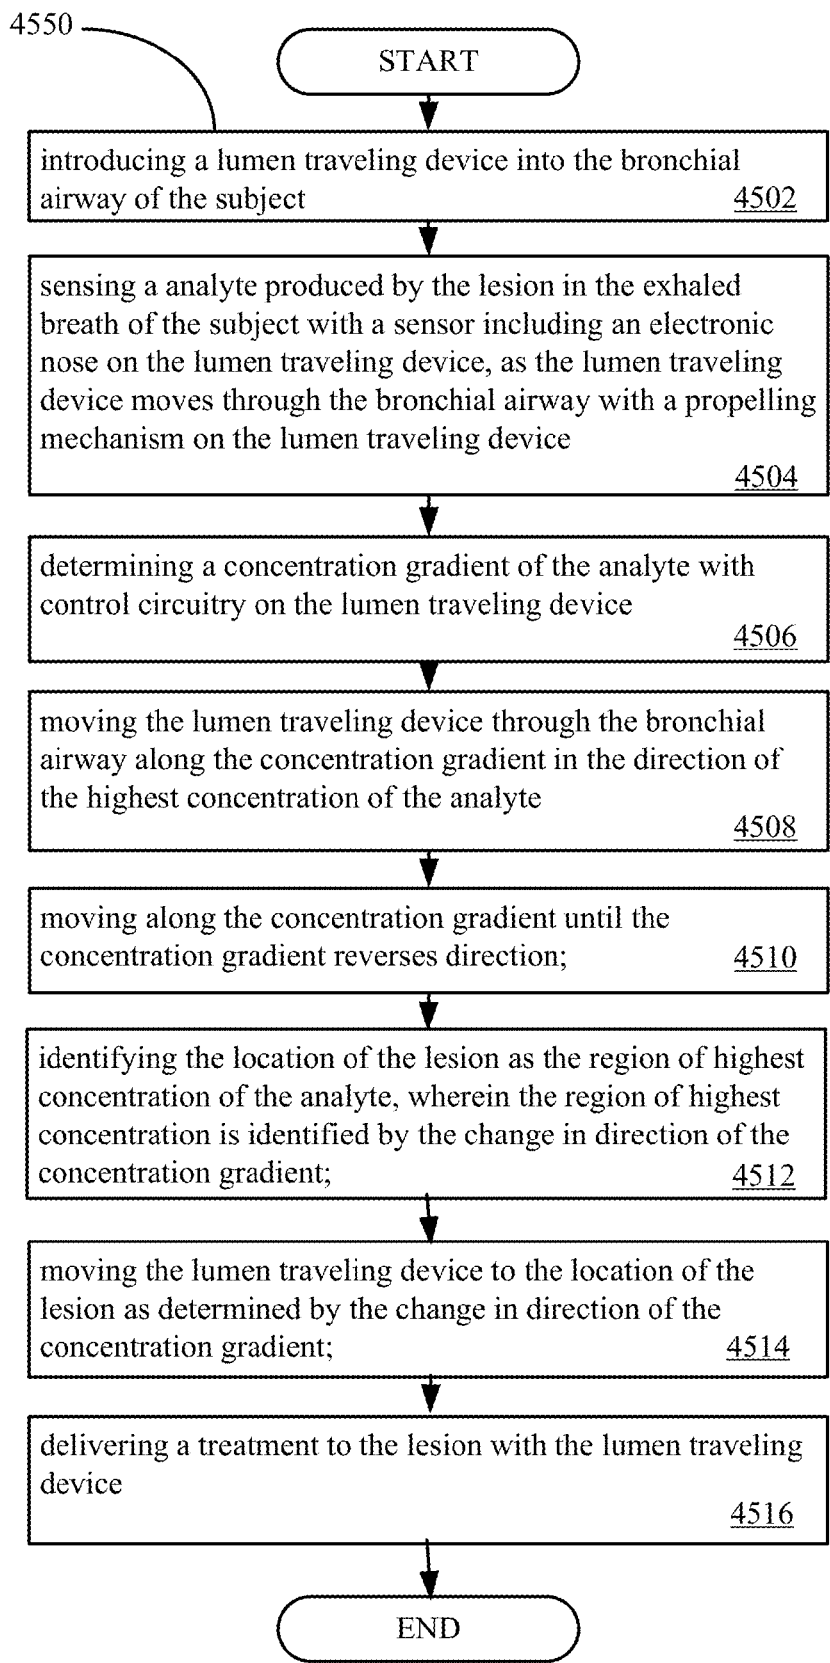 4550
START
introducing a lumen traveling device into the bronchial
airway of the subject
4502
sensing a analyte produced by the lesion in the exhaled
breath of the subject with a sensor including an electronic
nose on the lumen traveling device, as the lumen traveling
device moves through the bronchial airway with a propelling
mechanism on the lumen traveling device
4504
determining a concentration gradient of the analyte with
control circuitry on the lumen traveling device
4506
moving the lumen traveling device through the bronchial
airway along the concentration gradient in the direction of
the highest concentration of the analyte
4508
moving along the concentration gradient until the
concentration gradient reverses direction;
4510
identifying the location of the lesion as the region of highest
concentration of the analyte, wherein the region of highest
concentration is identified by the change in direction of the
concentration gradient;
4512
moving the lumen traveling device to the location of the
lesion as determined by the change in direction of the
concentration gradient;
4514
delivering a treatment to the lesion with the lumen traveling
device
4516
END